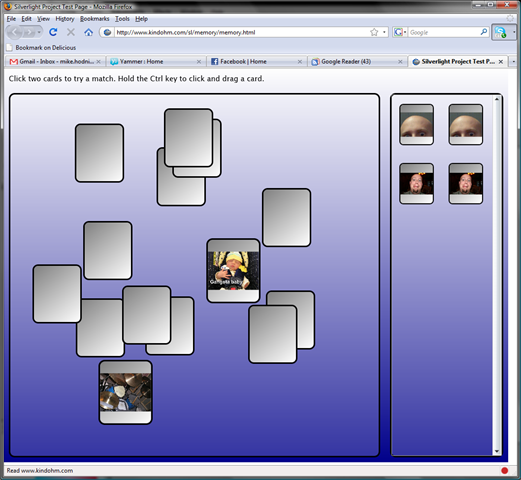 Silverlight Project Test Page - Mozilla Firefox
File Edit View History Bookmarks Tools Help
http://www.kindohm.com/sl/memory/memory.html Google
Bookmark on Delicious
Gmail - Inbox - mike.hodni... Yammer : Home Facebook | Home Google Reader (43) Silverlight Project Test P...
Click two cards to try a match. Hold the Ctrl key to click and drag a card.
Gangsta baby
Read www.kindohm.com